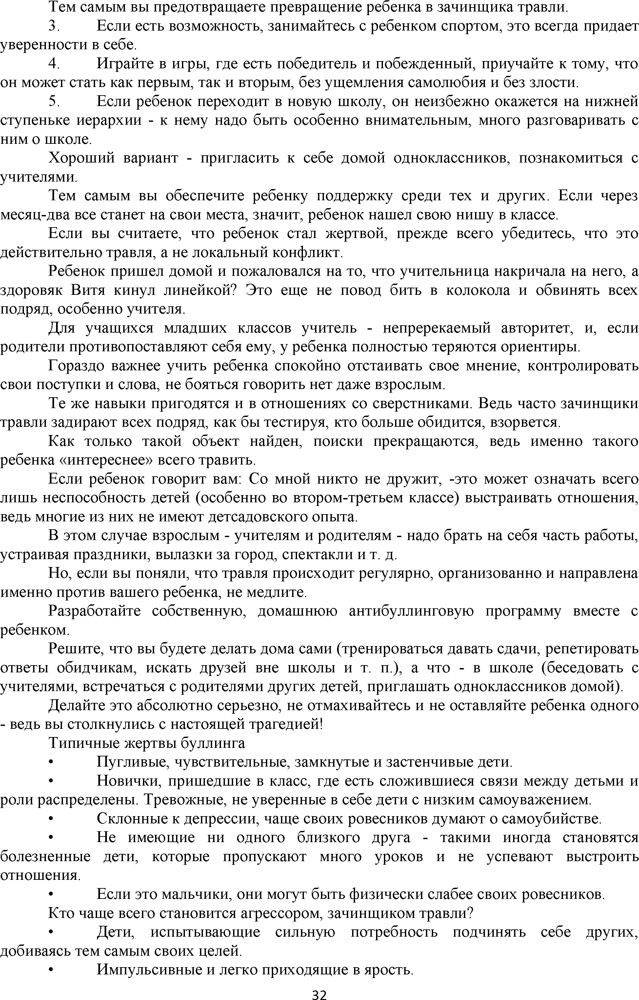 Тем самым вы предотвращаете превращение ребенка в зачинщика травли.
3. Если есть возможность, занимайтесь с ребенком спортом, это всегда придает
уверенности в себе.
4. Играйте в игры, где есть победитель и побежденный, приучайте к тому, что
он может стать как первым, так и вторым, без ущемления самолюбия и без злости.
5. Если ребенок переходит в новую школу, он неизбежно окажется на нижней
ступеньке иерархии - к нему надо быть особенно внимательным, много разговаривать с
ним о школе.
Хороший вариант - пригласить к себе домой одноклассников, познакомиться с
учителями.
Тем самым вы обеспечите ребенку поддержку среди тех и других. Если через
месяц-два все станет на свои места, значит, ребенок нашел свою нишу в классе.
Если вы считаете, что ребенок стал жертвой, прежде всего убедитесь, что это
действительно травля, а не локальный конфликт.
Ребенок пришел домой и пожаловался на то, что учительница накричала на него, а
здоровяк Витя кинул линейкой? Это еще не повод бить в колокола и обвинять всех
подряд, особенно учителя.
Для учащихся младших классов учитель - непререкаемый авторитет, и, если
родители противопоставляют себя ему, у ребенка полностью теряются ориентиры.
Гораздо важнее учить ребенка спокойно отстаивать свое мнение, контролировать
свои поступки и слова, не бояться говорить нет даже взрослым.
Те же навыки пригодятся и в отношениях со сверстниками. Ведь часто зачинщики
травли задирают всех подряд, как бы тестируя, кто больше обидится, взорвется.
Как только такой объект найден, поиски прекращаются, ведь именно такого
ребенка «интереснее» всего травить.
Если ребенок говорит вам: Со мной никто не дружит, -это может означать всего
лишь неспособность детей (особенно во втором-третьем классе) выстраивать отношения,
ведь многие из них не имеют детсадовского опыта.
В этом случае взрослым - учителям и родителям - надо брать на себя часть работы,
устраивая праздники, вылазки за город, спектакли и т. д.
Но, если вы поняли, что травля происходит регулярно, организованно и направлена
именно против вашего ребенка, не медлите.
Разработайте собственную, домашнюю антибуллинговую программу вместе с
ребенком.
Решите, что вы будете делать дома сами (тренироваться давать сдачи, репетировать
ответы обидчикам, искать друзей вне школы и т. п.), а что - в школе (беседовать с
учителями, встречаться с родителями других детей, приглашать одноклассников домой).
Делайте это абсолютно серьезно, не отмахивайтесь и не оставляйте ребенка одного
- ведь вы столкнулись с настоящей трагедией!
Типичные жертвы буллинга
• Пугливые, чувствительные, замкнутые и застенчивые дети.
• Новички, пришедшие в класс, где есть сложившиеся связи между детьми и
роли распределены. Тревожные, не уверенные в себе дети с низким самоуважением.
• Склонные к депрессии, чаще своих ровесников думают о самоубийстве.
• Не имеющие ни одного близкого друга - такими иногда становятся
болезненные дети, которые пропускают много уроков и не успевают выстроить
отношения.
• Если это мальчики, они могут быть физически слабее своих ровесников.
Кто чаще всего становится агрессором, зачинщиком травли?
• Дети, испытывающие сильную потребность подчинять себе других,
добиваясь тем самым своих целей.
• Импульсивные и легко приходящие в ярость.
32